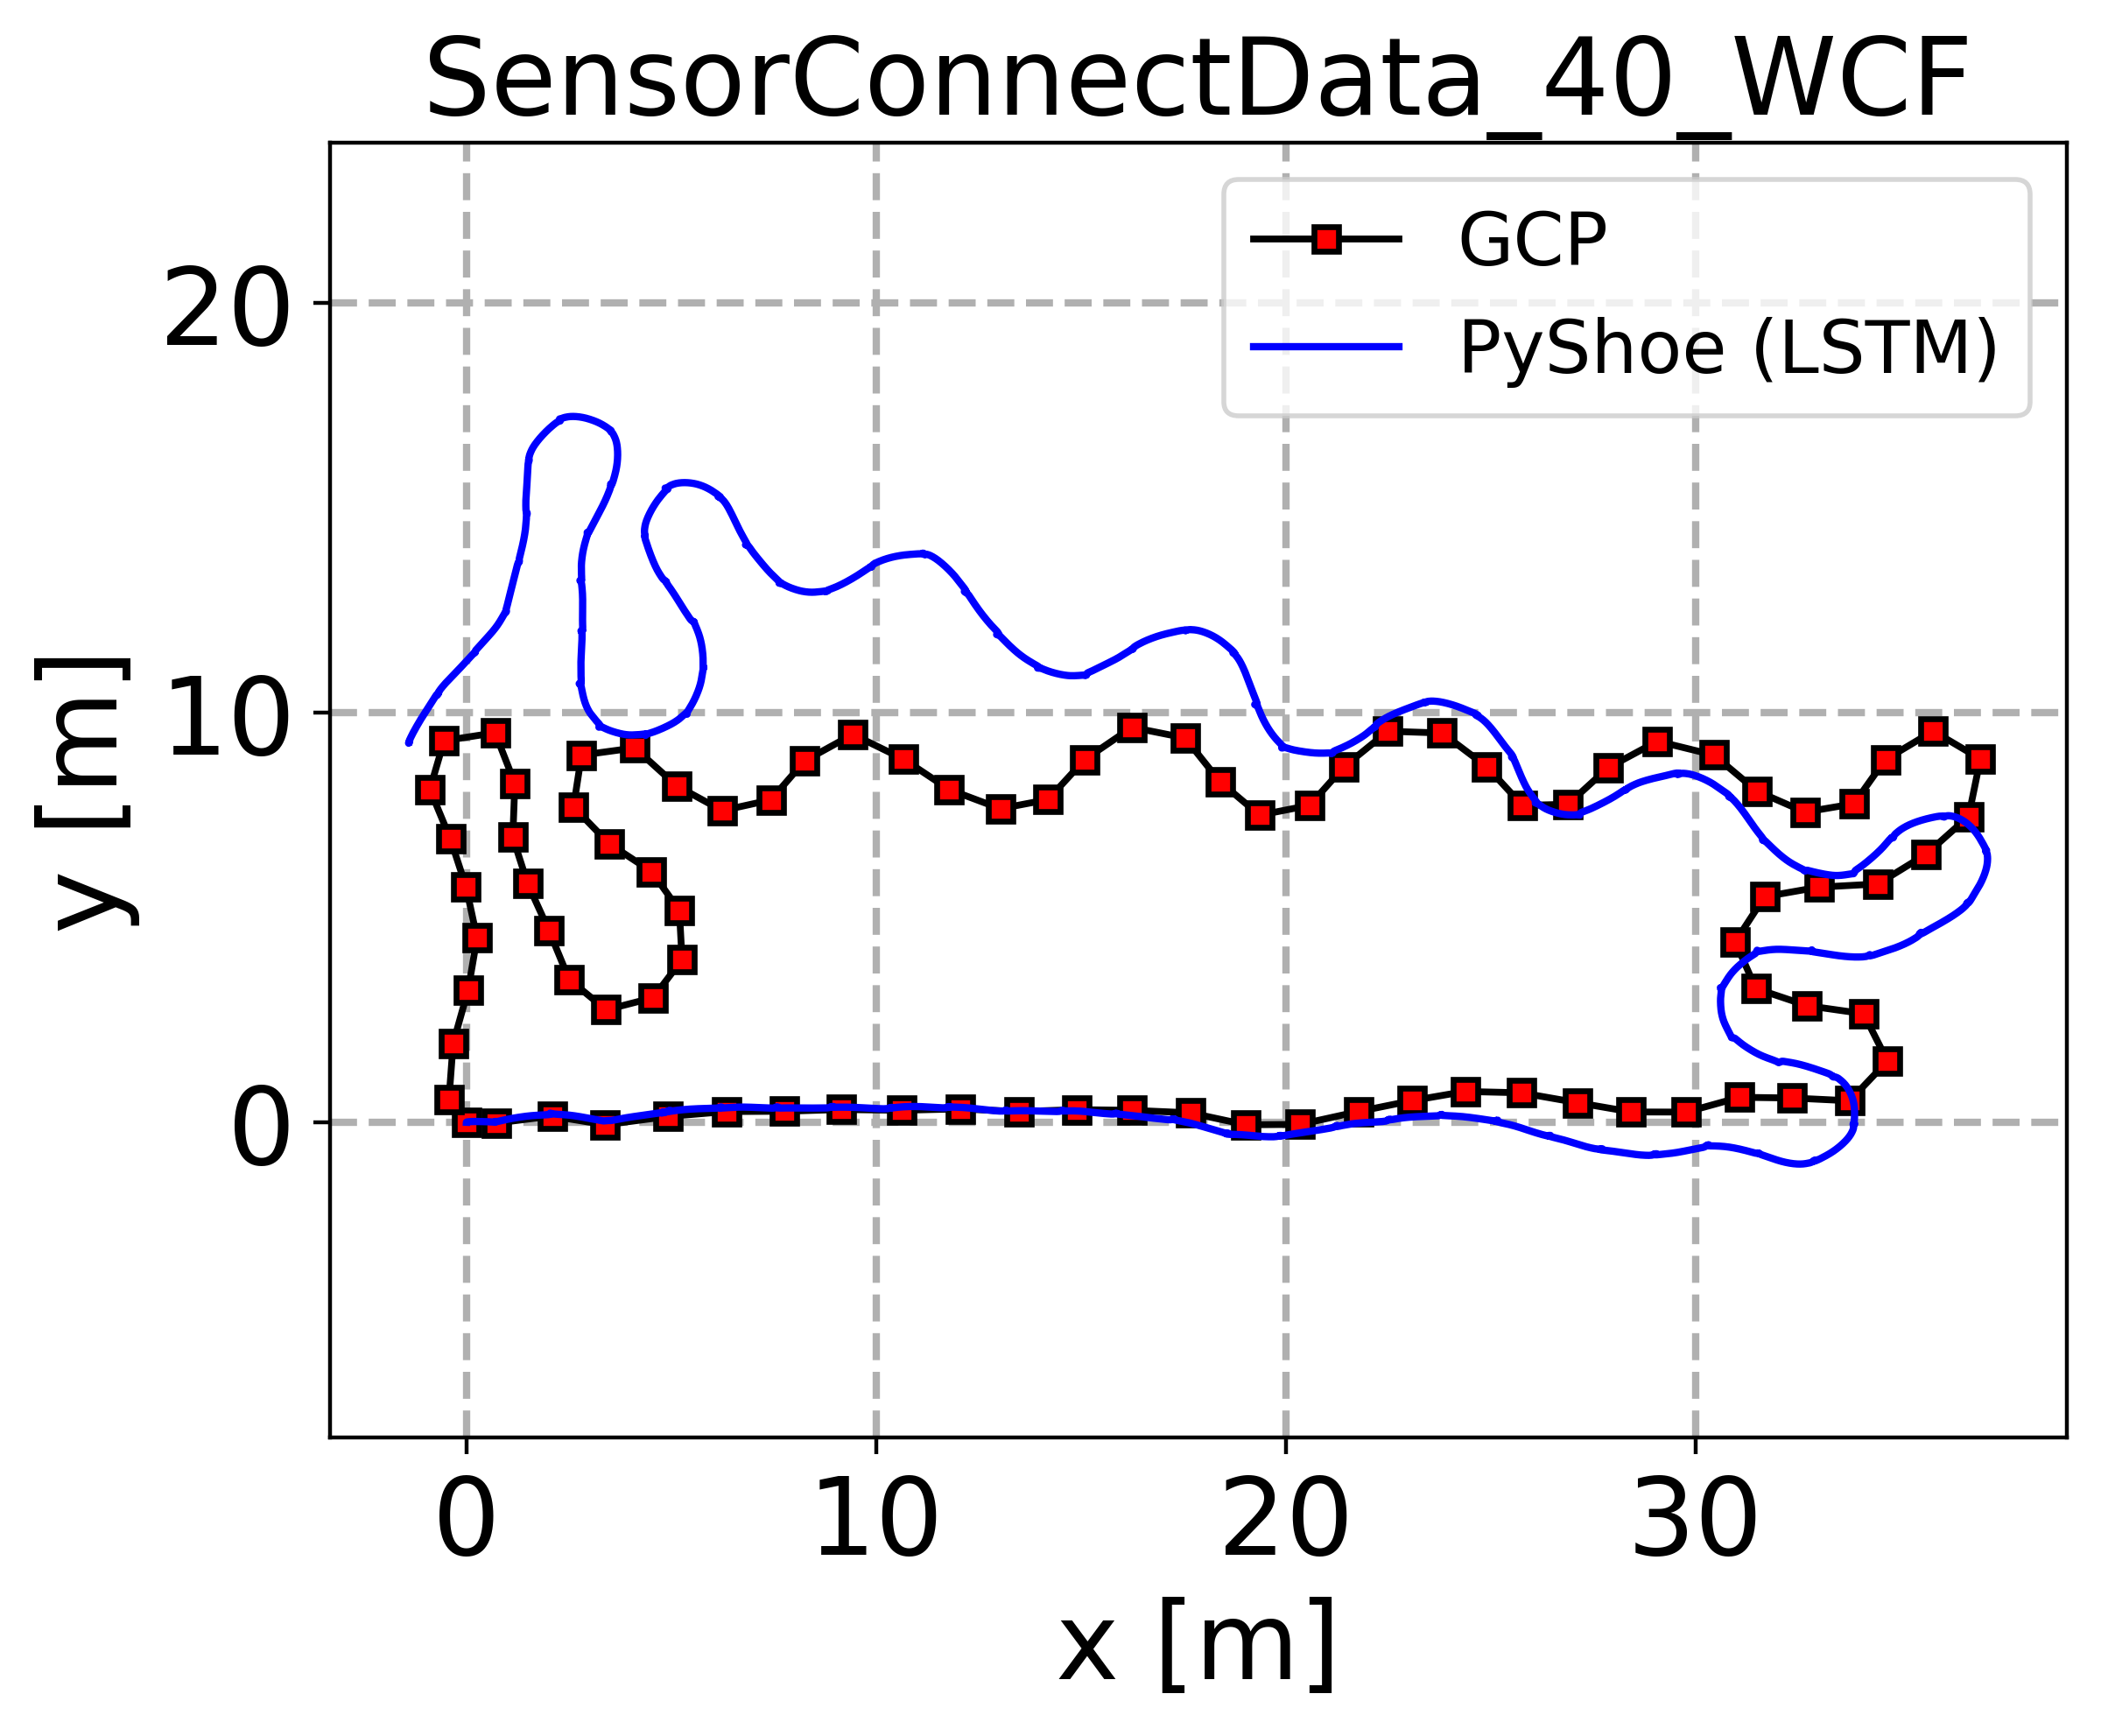 SensorConnectData_40_WCF
GCP
PyShoe (LSTM)
20
10
0
y [m]
0 10 20 30
x [m]